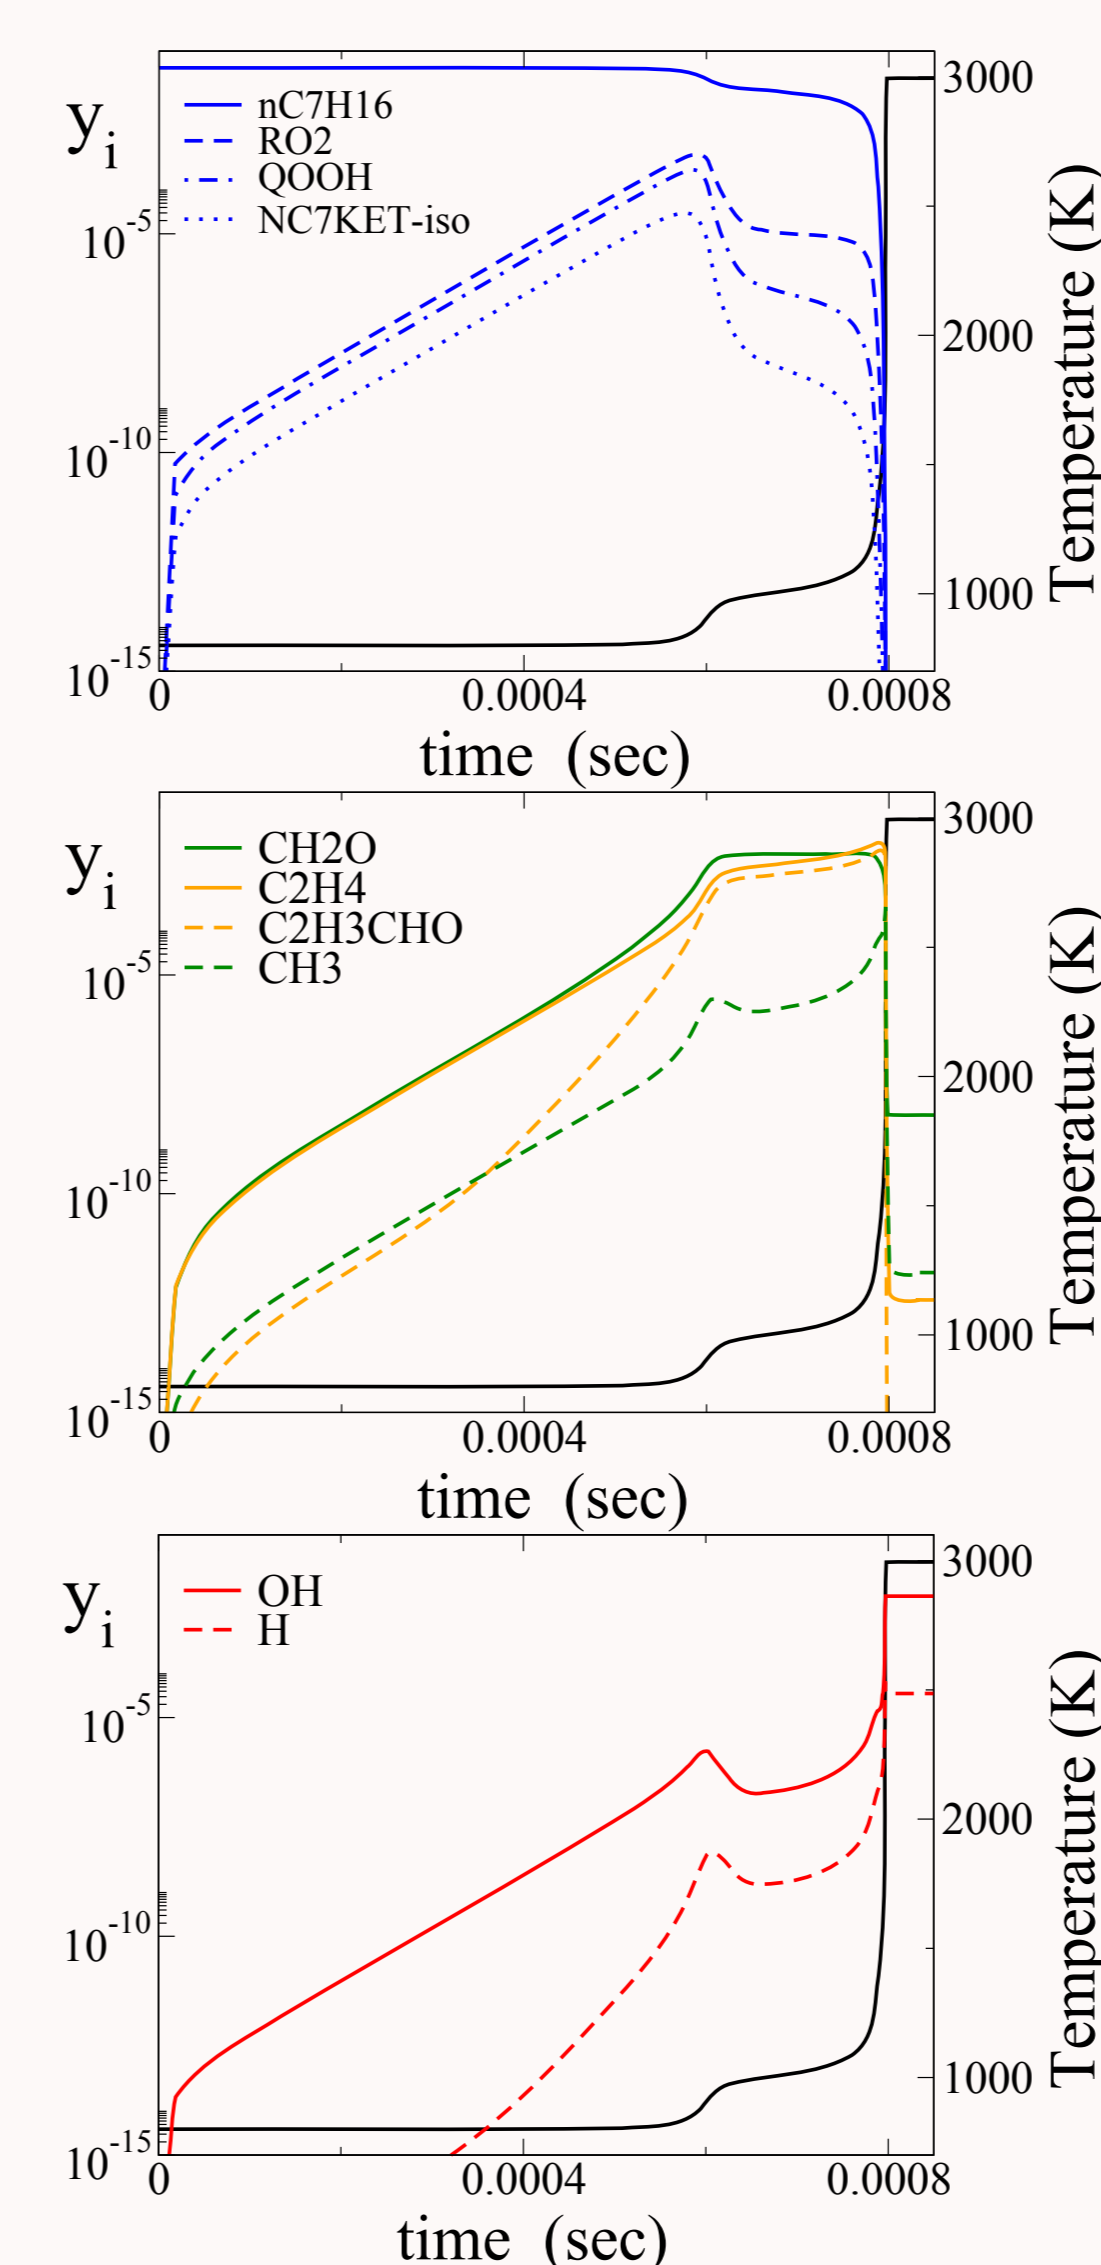 3000
y_i
nC7H16
RO2
QOOH
NC7KET-iso
10^-5
2000
10^-10
1000
10^-15
0 0.0004 0.0008
time (sec)
Temperature (K)
3000
y_i
CH2O
C2H4
C2H3CHO
CH3
10^-5
2000
10^-10
1000
10^-15
0 0.0004 0.0008
time (sec)
Temperature (K)
3000
y_i
OH
H
10^-5
2000
10^-10
1000
10^-15
0 0.0004 0.0008
time (sec)
Temperature (K)